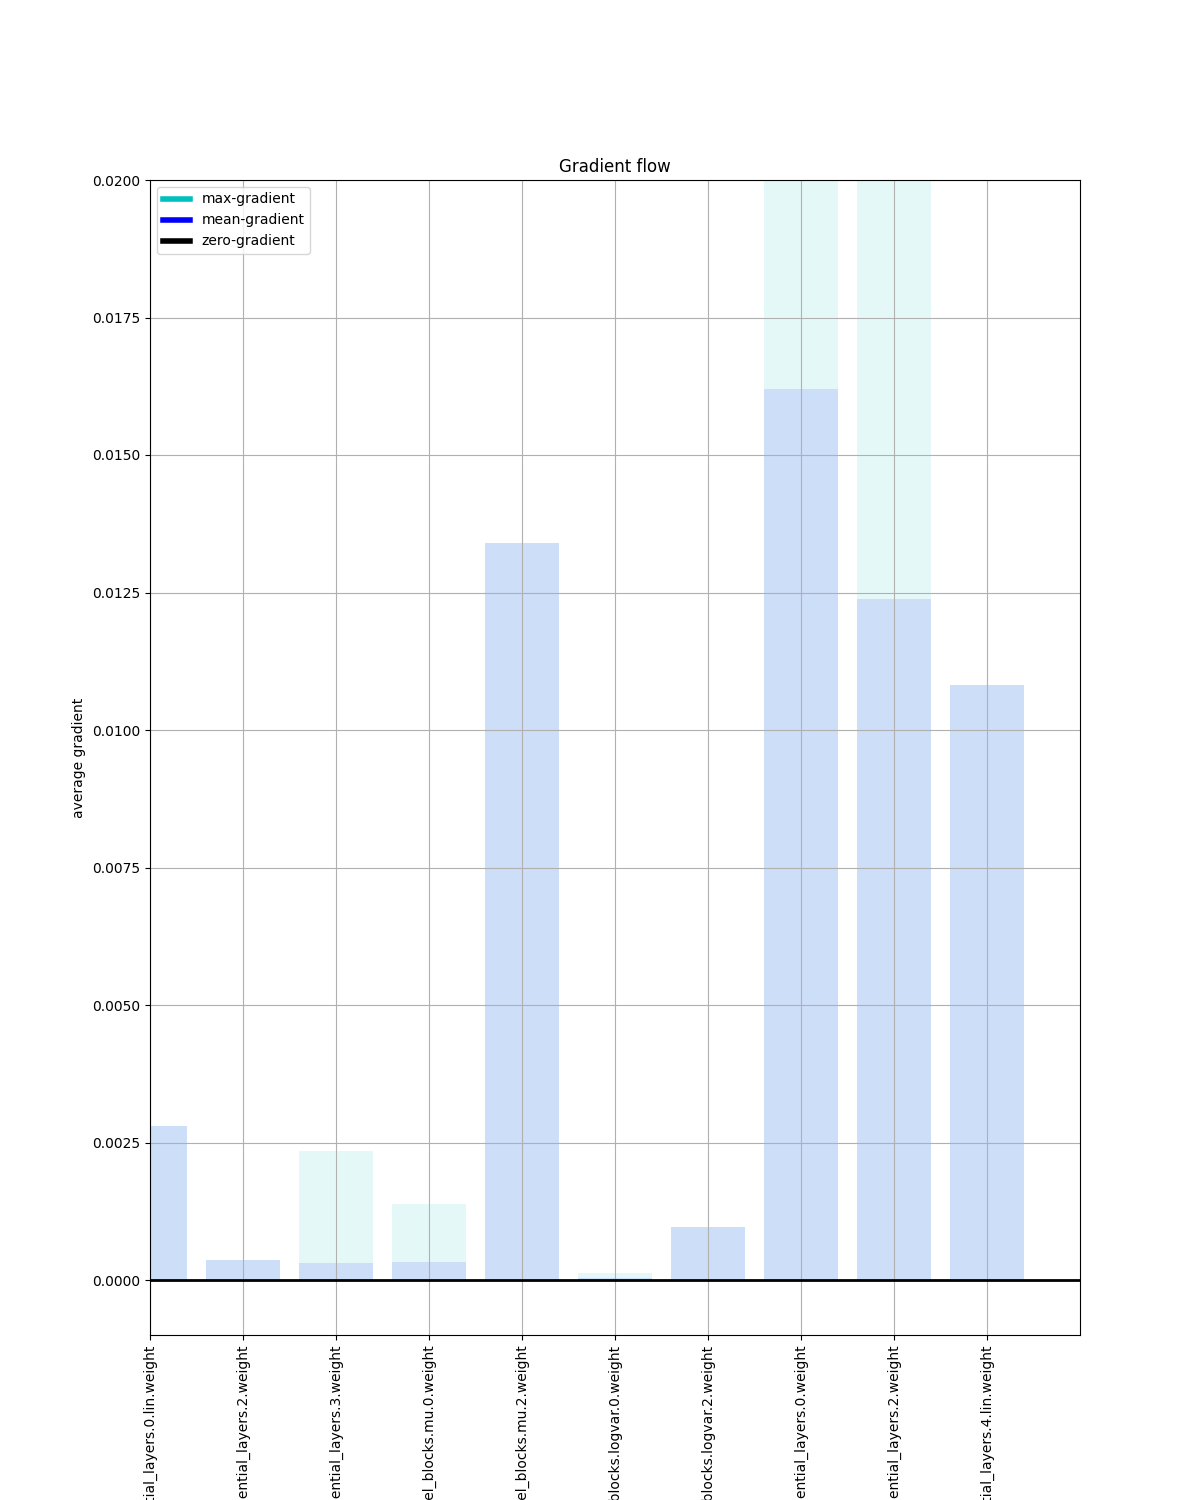 Gradient flow
max-gradient
mean-gradient
zero-gradient
0.0200
0.0175
0.0150
0.0125
0.0100
0.0075
0.0050
0.0025
0.0000
average gradient
tial_layers.0.lin.weight
ential_layers.2.weight
ential_layers.3.weight
el_blocks.mu.0.weight
el_blocks.mu.2.weight
blocks.logvar.0.weight
blocks.logvar.2.weight
ential_layers.0.weight
ential_layers.2.weight
tial_layers.4.lin.weight